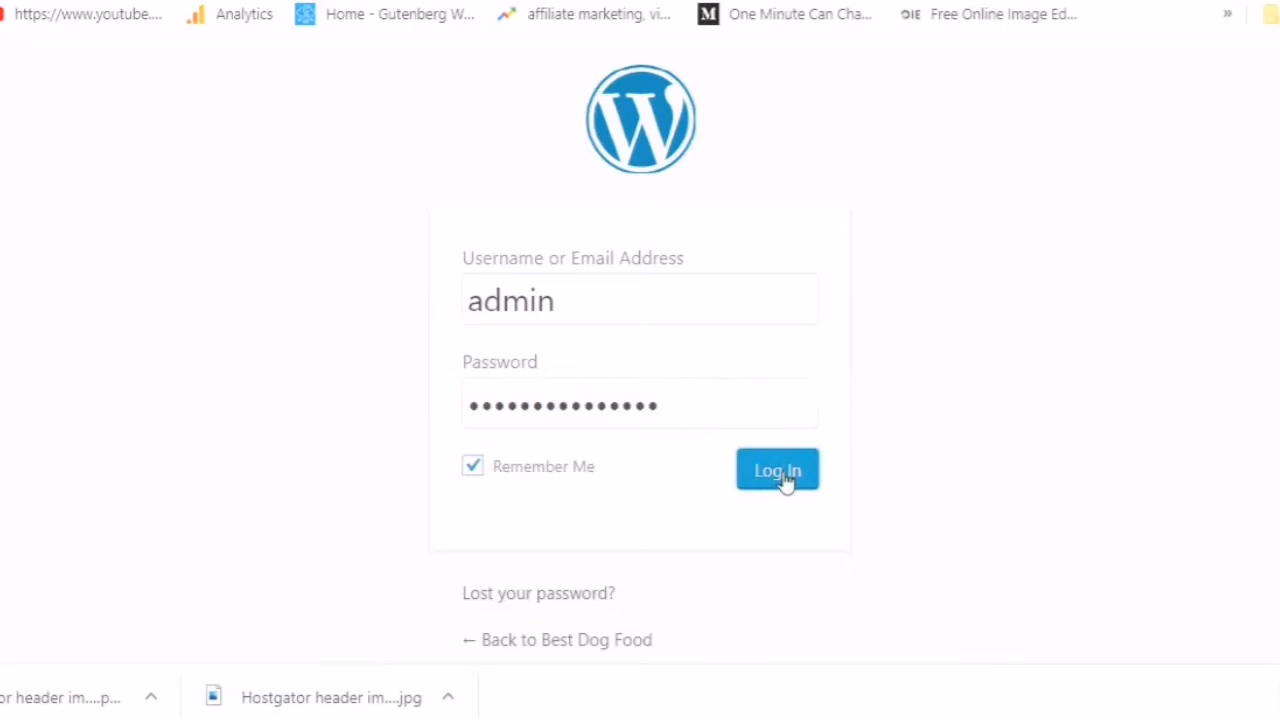 https://www.youtube.... Analytics Home - Gutenberg W... affiliate marketing, vi... M One Minute Can Cha... OIE Free Online Image Ed... »
W
Username or Email Address
admin
Password
Remember Me
Log In
Lost your password?
← Back to Best Dog Food
or header im....p... Hostgator header im....jpg